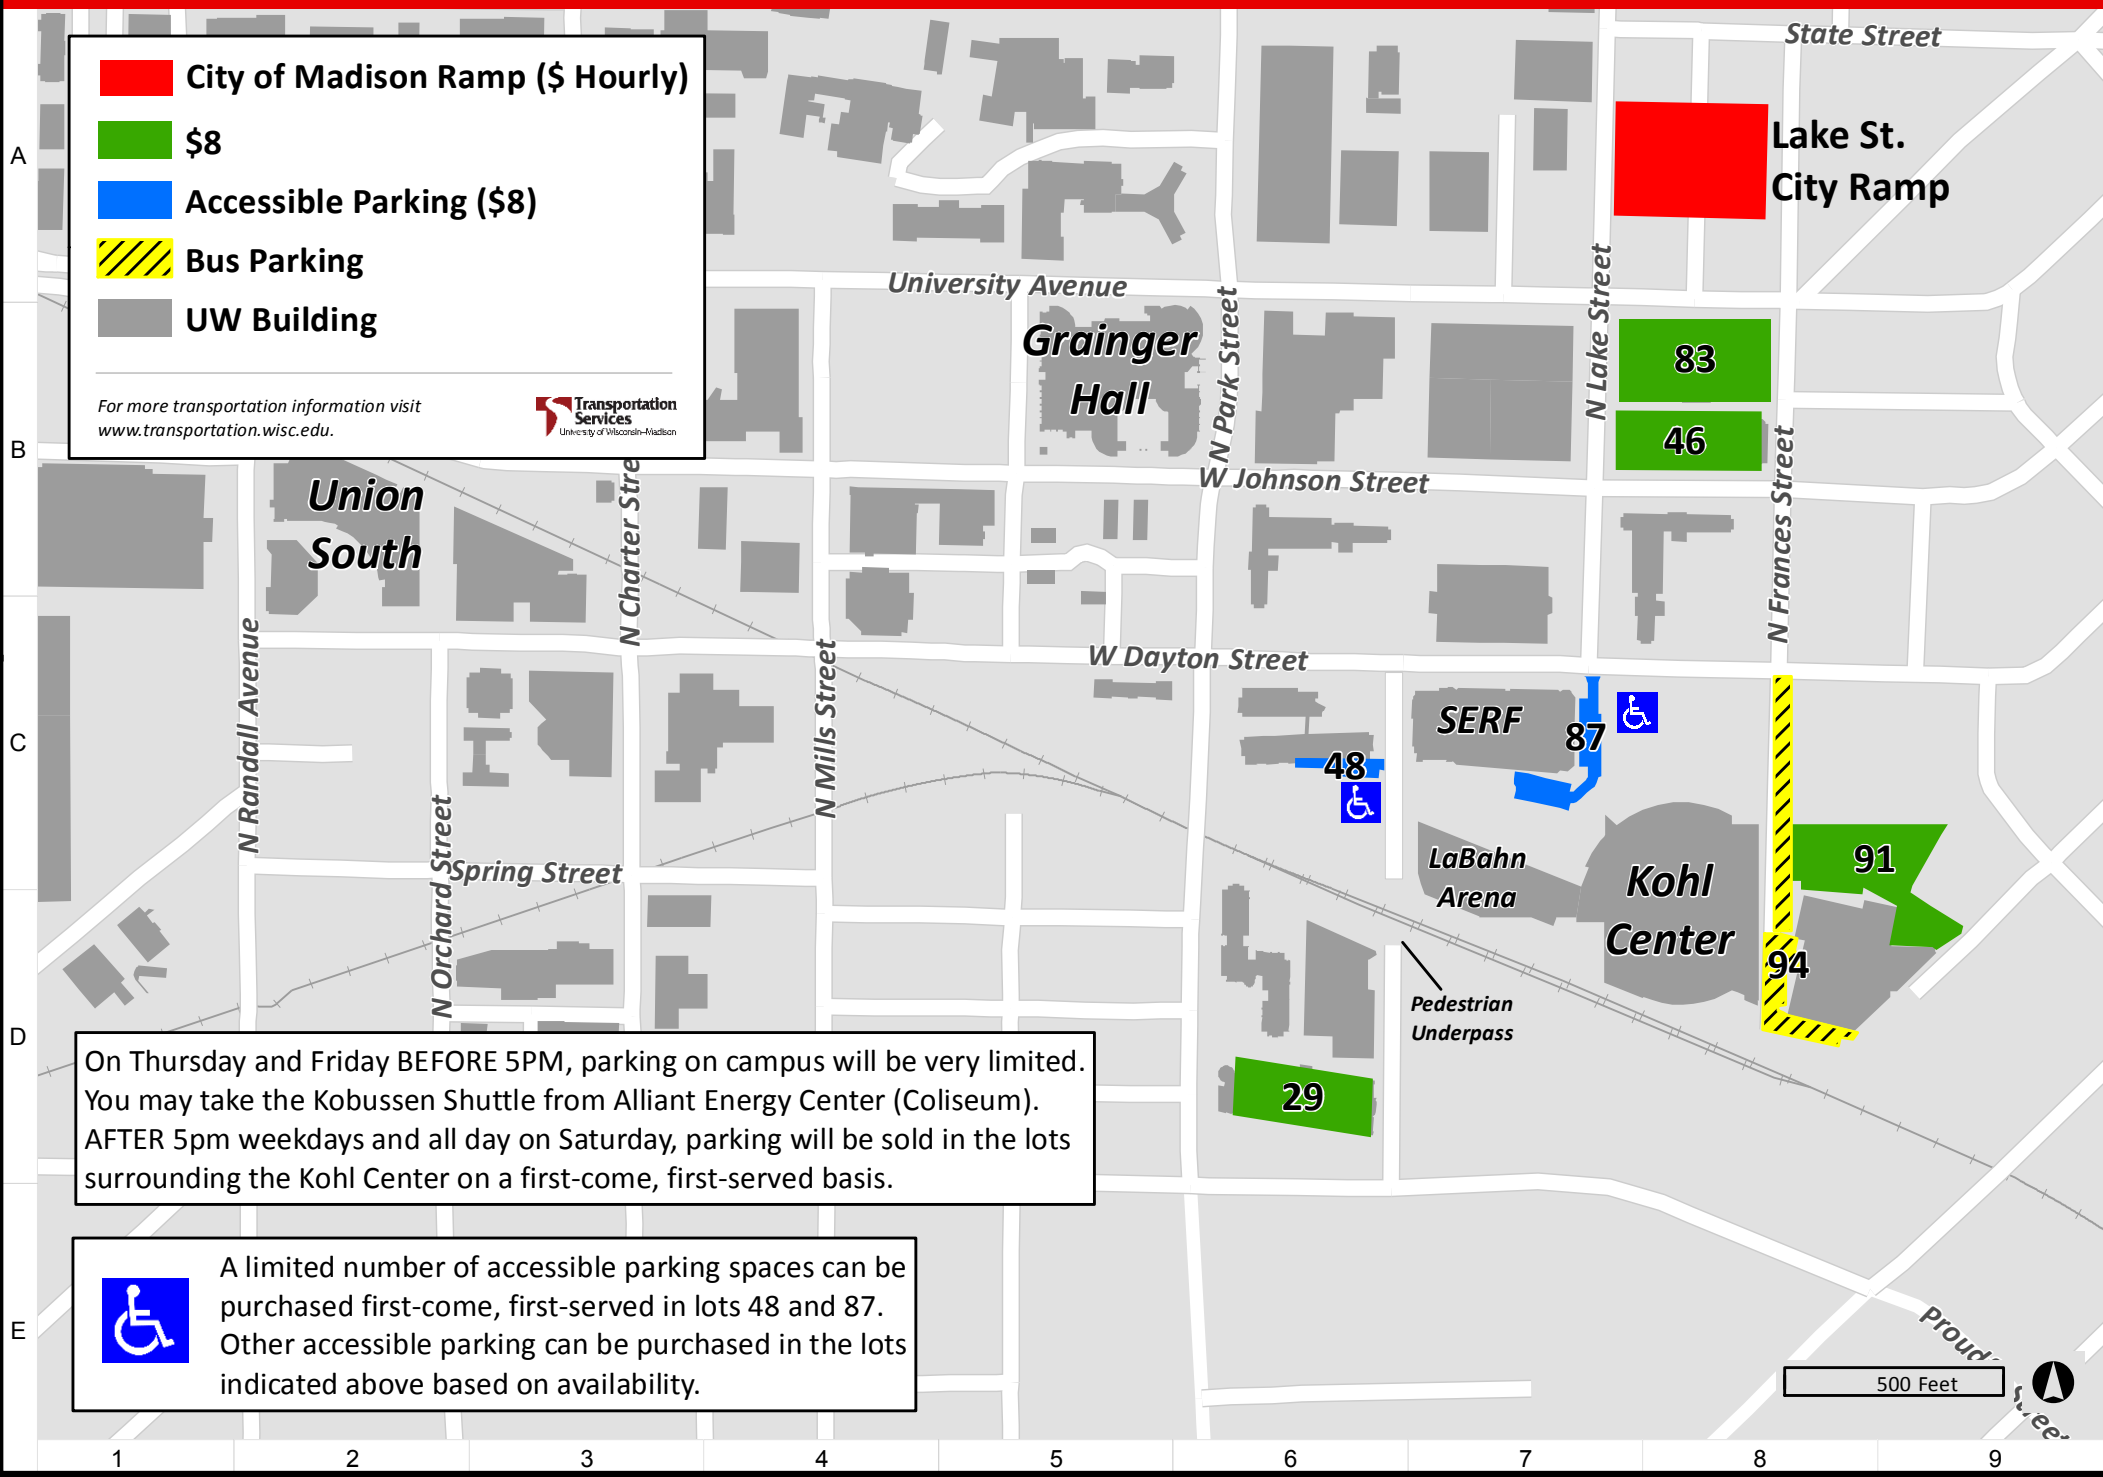 State Street
City of Madison Ramp ($ Hourly)
$8
Accessible Parking ($8)
Bus Parking
UW Building
For more transportation information visit
www.transportation.wisc.edu.
Transportation
Services
University of Wisconsin–Madison
A
Lake St.
City Ramp
University Avenue
N Lake Street
N Park Street
Grainger
Hall
83
46
B
W Johnson Street
N Frances Street
Union
South
N Charter Stree
N Randall Avenue
N Mills Street
W Dayton Street
C
SERF
87
48
N Orchard Street
Spring Street
LaBahn
Arena
Kohl
Center
91
94
Pedestrian
Underpass
D
29
On Thursday and Friday BEFORE 5PM, parking on campus will be very limited.
You may take the Kobussen Shuttle from Alliant Energy Center (Coliseum).
AFTER 5pm weekdays and all day on Saturday, parking will be sold in the lots
surrounding the Kohl Center on a first-come, first-served basis.
A limited number of accessible parking spaces can be
purchased first-come, first-served in lots 48 and 87.
Other accessible parking can be purchased in the lots
indicated above based on availability.
E
500 Feet
1 2 3 4 5 6 7 8 9